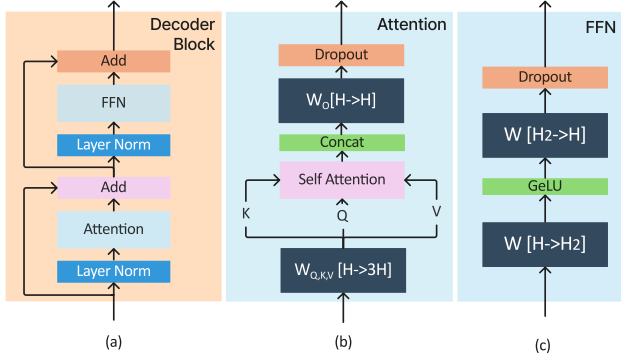 Decoder
Block
Add
FFN
Layer Norm
Add
Attention
Layer Norm
(a)
Attention
Dropout
WO[H->H]
Concat
Self Attention
K
Q
V
WQ,K,V [H->3H]
(b)
FFN
Dropout
W [H2->H]
GeLU
W [H->H2]
(c)